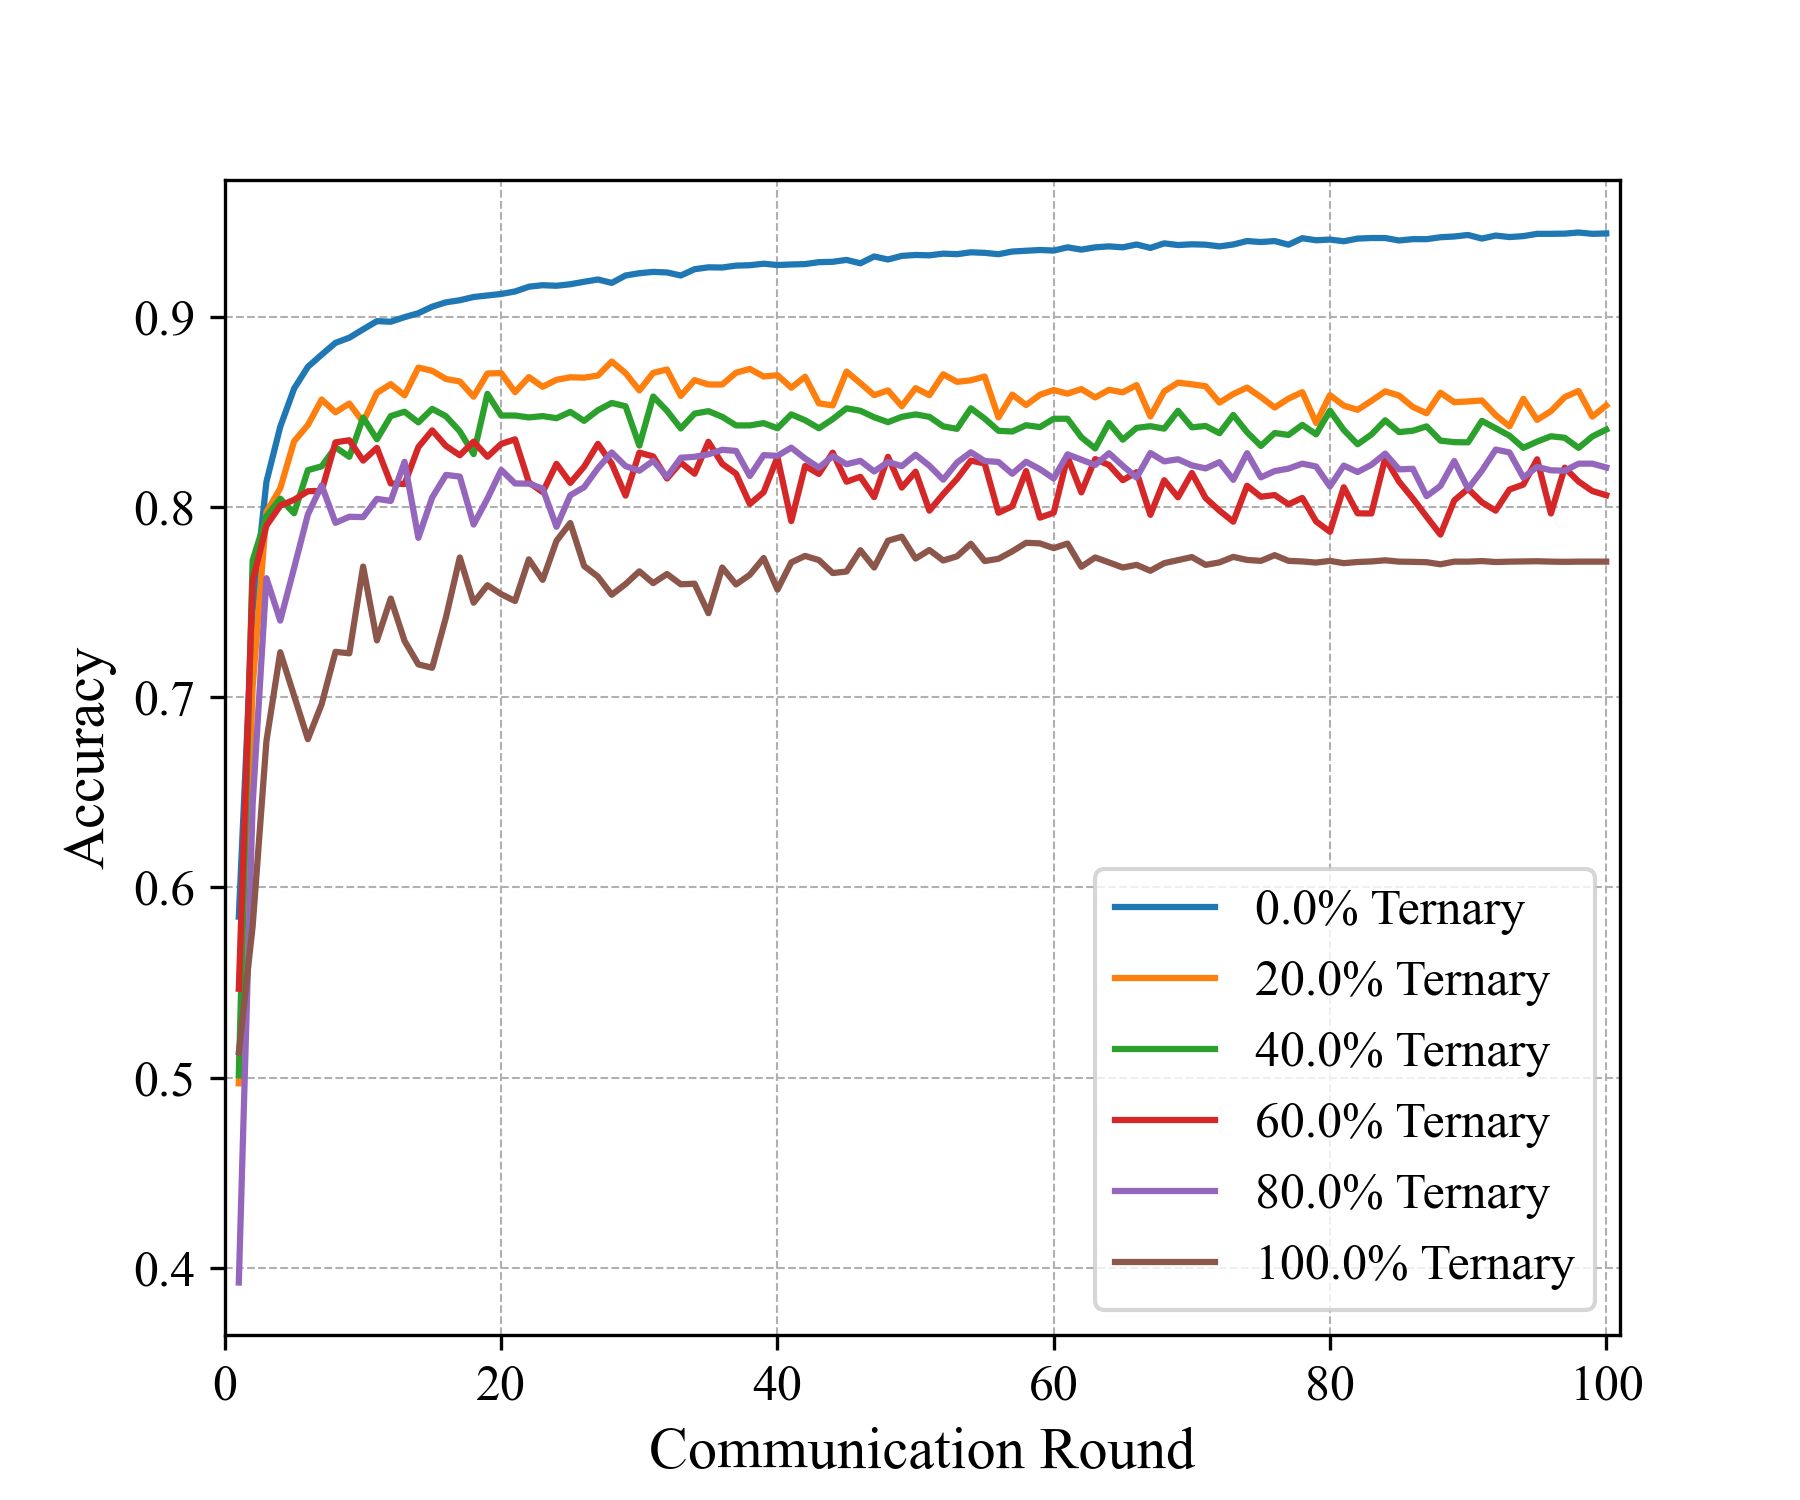 0.9
0.8
0.7
0.6
0.5
0.4
Accuracy
0.0% Ternary
20.0% Ternary
40.0% Ternary
60.0% Ternary
80.0% Ternary
100.0% Ternary
0 20 40 60 80 100
Communication Round